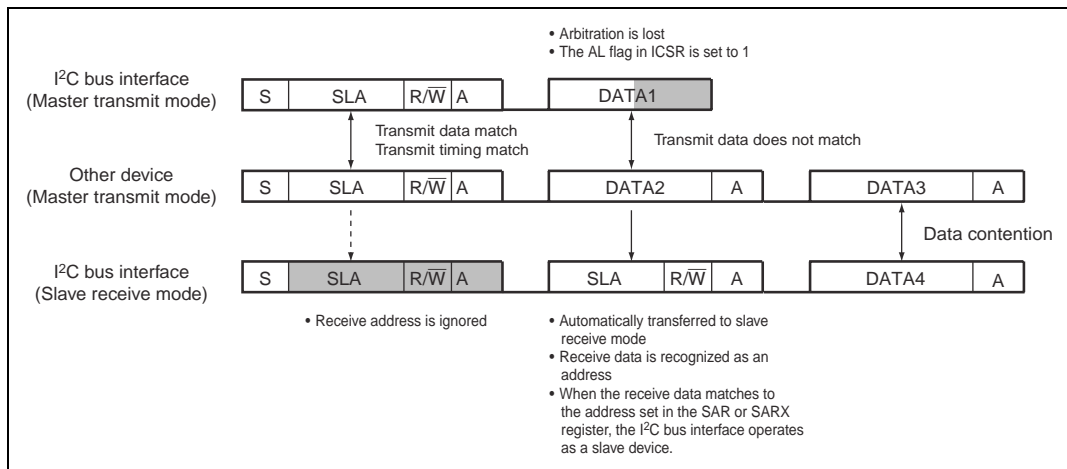 • Arbitration is lost
• The AL flag in ICSR is set to 1
I²C bus interface
(Master transmit mode)
S SLA R/W̅ A DATA1
Transmit data match
Transmit timing match
Transmit data does not match
Other device
(Master transmit mode)
S SLA R/W̅ A DATA2 A DATA3 A
Data contention
I²C bus interface
(Slave receive mode)
S SLA R/W̅ A SLA R/W̅ A DATA4 A
• Receive address is ignored
• Automatically transferred to slave
receive mode
• Receive data is recognized as an
address
• When the receive data matches to
the address set in the SAR or SARX
register, the I²C bus interface operates
as a slave device.